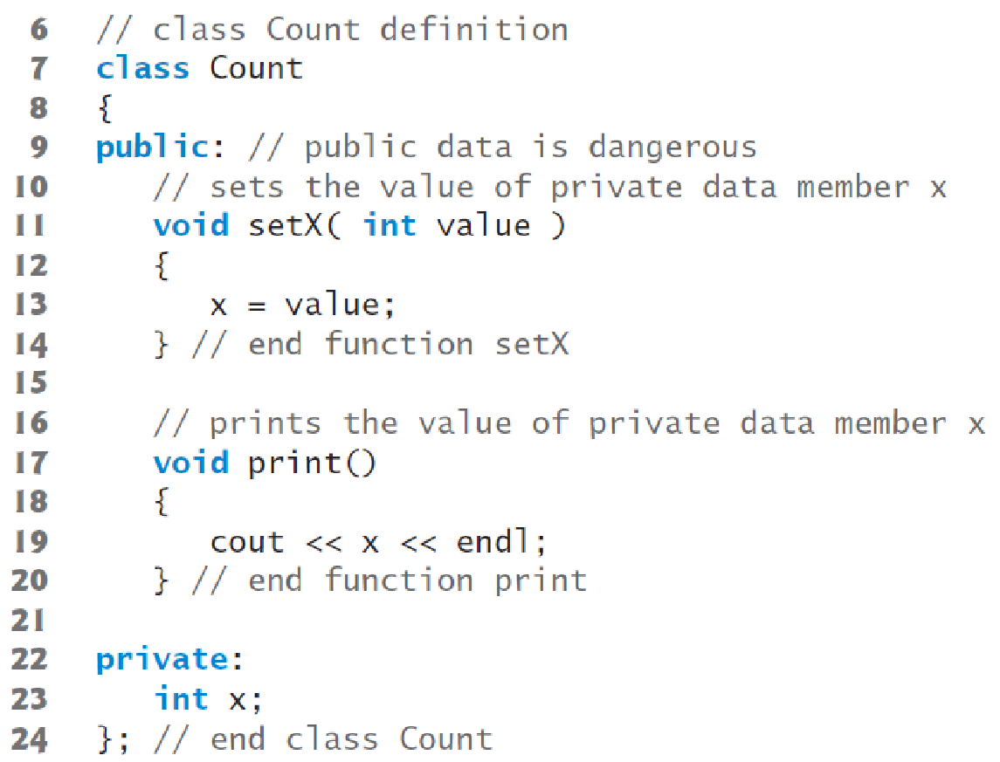 6 // class Count definition
7 class Count
8 {
9 public: // public data is dangerous
10 // sets the value of private data member x
11 void setX( int value )
12 {
13 x = value;
14 } // end function setX
15
16 // prints the value of private data member x
17 void print()
18 {
19 cout << x << endl;
20 } // end function print
21
22 private:
23 int x;
24 }; // end class Count